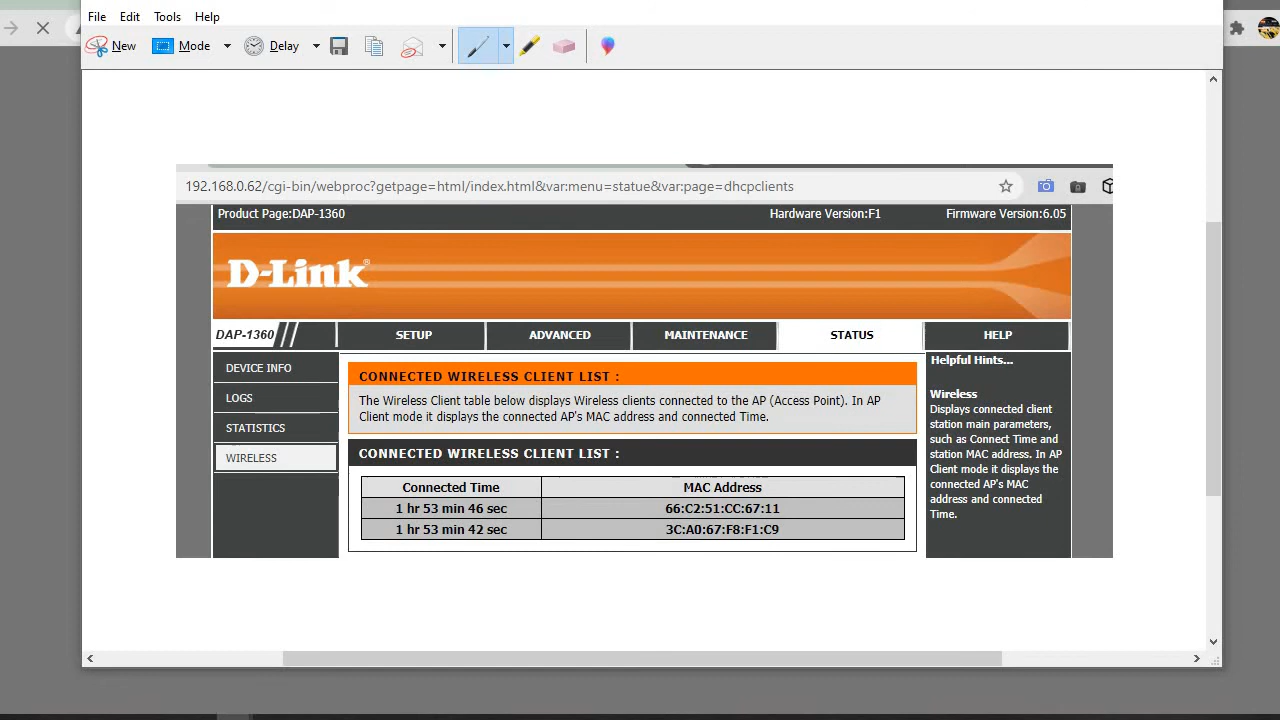 File Edit Tools Help
New Mode Delay
192.168.0.62/cgi-bin/webproc?getpage=html/index.html&var:menu=statue&var:page=dhcpclients
Product Page:DAP-1360 Hardware Version:F1 Firmware Version:6.05
D-Link®
DAP-1360 SETUP ADVANCED MAINTENANCE STATUS HELP
DEVICE INFO
LOGS
STATISTICS
WIRELESS
CONNECTED WIRELESS CLIENT LIST :
The Wireless Client table below displays Wireless clients connected to the AP (Access Point). In AP
Client mode it displays the connected AP's MAC address and connected Time.
CONNECTED WIRELESS CLIENT LIST :
Connected Time MAC Address
1 hr 53 min 46 sec 66:C2:51:CC:67:11
1 hr 53 min 42 sec 3C:A0:67:F8:F1:C9
Helpful Hints...
Wireless
Displays connected client
station main parameters,
such as Connect Time and
station MAC address. In AP
Client mode it displays the
connected AP's MAC
address and connected
Time.